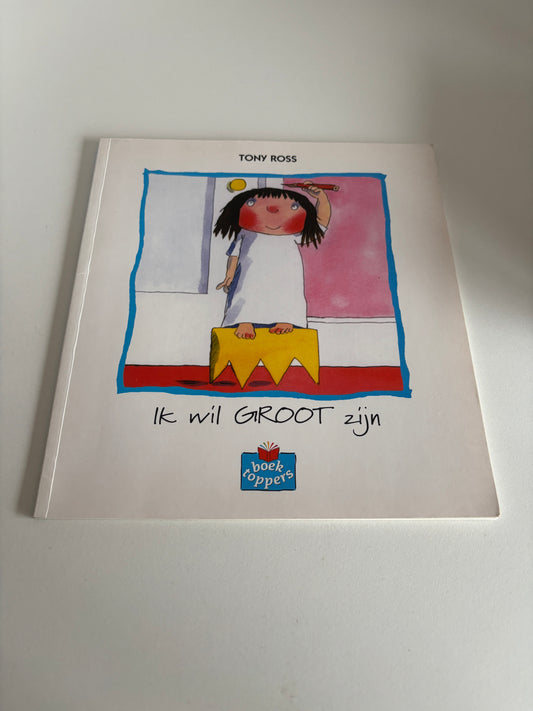 TONY ROSS
Ik wil GROOT zijn
boek
toppers